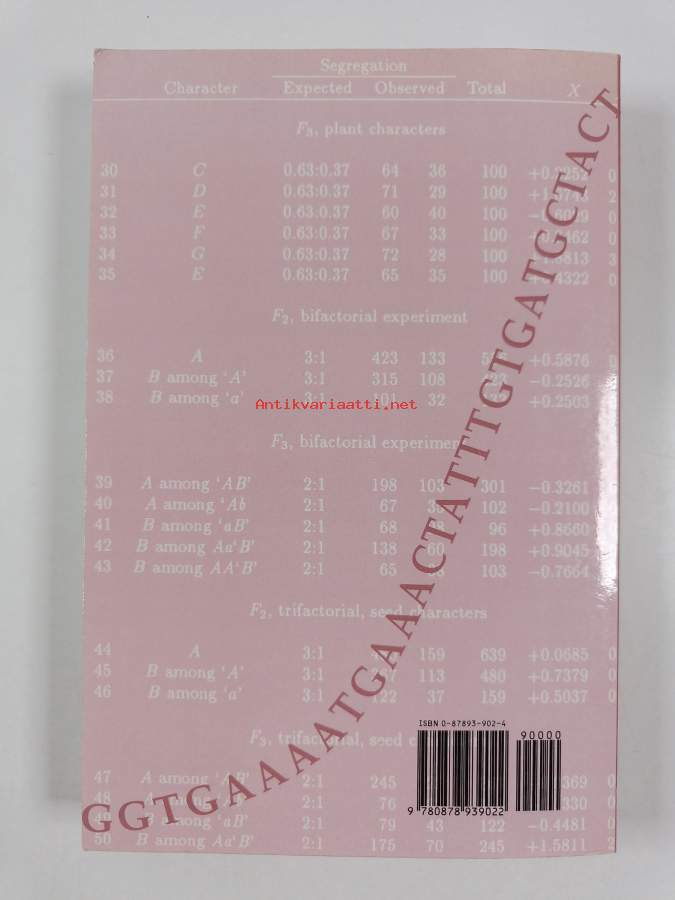 Segregation
Character Expected Observed Total X
F3, plant characters
30 C 0.63:0.37 64 36 100
31 D 0.63:0.37 71 29 100
32 E 0.63:0.37 60 40 100
33 F 0.63:0.37 67 33 100
34 G 0.63:0.37 72 28 100
35 E 0.63:0.37 65 35 100
F2, bifactorial experiment
36 A 3:1 423 133 +0.5876
37 B among ‘A’ 3:1 315 108 −0.2526
38 B among ‘a’ 3:1 32 +0.2503
Antikvariaatti.net
F3, bifactorial experiment
39 A among ‘AB’ 2:1 198 103 301 −0.3261
40 A among ‘Ab 2:1 67 102 −0.2100
41 B among ‘aB’ 2:1 68 96 +0.8660
42 B among Aa‘B’ 2:1 138 60 198 +0.9045
43 B among AA‘B’ 2:1 65 103 −0.7664
F2, trifactorial, seed characters
44 A 3:1 159 639 +0.0685
45 B among ‘A’ 3:1 113 480 +0.7379
46 B among ‘a’ 3:1 122 37 159 +0.5037
F3, trifactorial, seed
47 A among 2:1 245
48 2:1 76
among ‘aB’ 2:1 79 43 122 −0.4481
50 B among Aa‘B’ 2:1 175 70 245 +1.5811
GGTGAAAAATGAAACTATTTGTGATGCTACT
ISBN 0-87893-902-4
90000
9 780878 939022